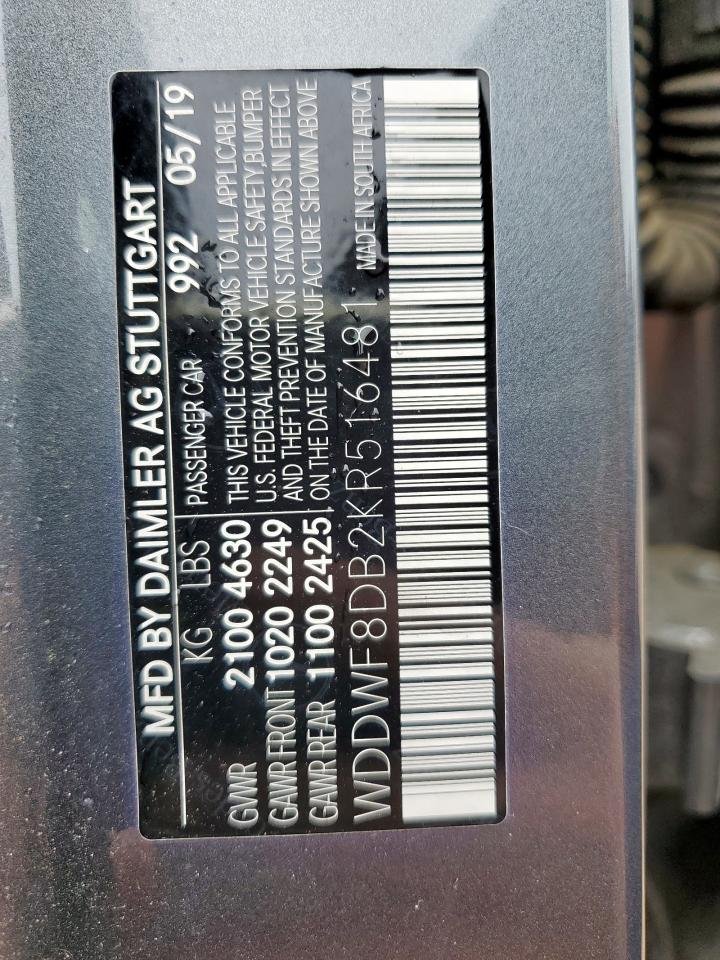 MFD BY DAIMLER AG STUTTGART
KG LBS PASSENGER CAR 992 05/19
GWR 2100 4630 THIS VEHICLE CONFORMS TO ALL APPLICABLE
GAWR FRONT 1020 2249 U.S. FEDERAL MOTOR VEHICLE SAFETY, BUMPER
GAWR REAR 1100 2425 AND THEFT PREVENTION STANDARDS IN EFFECT
ON THE DATE OF MANUFACTURE SHOWN ABOVE
WDDWF8DB2KR516481 MADE IN SOUTH AFRICA